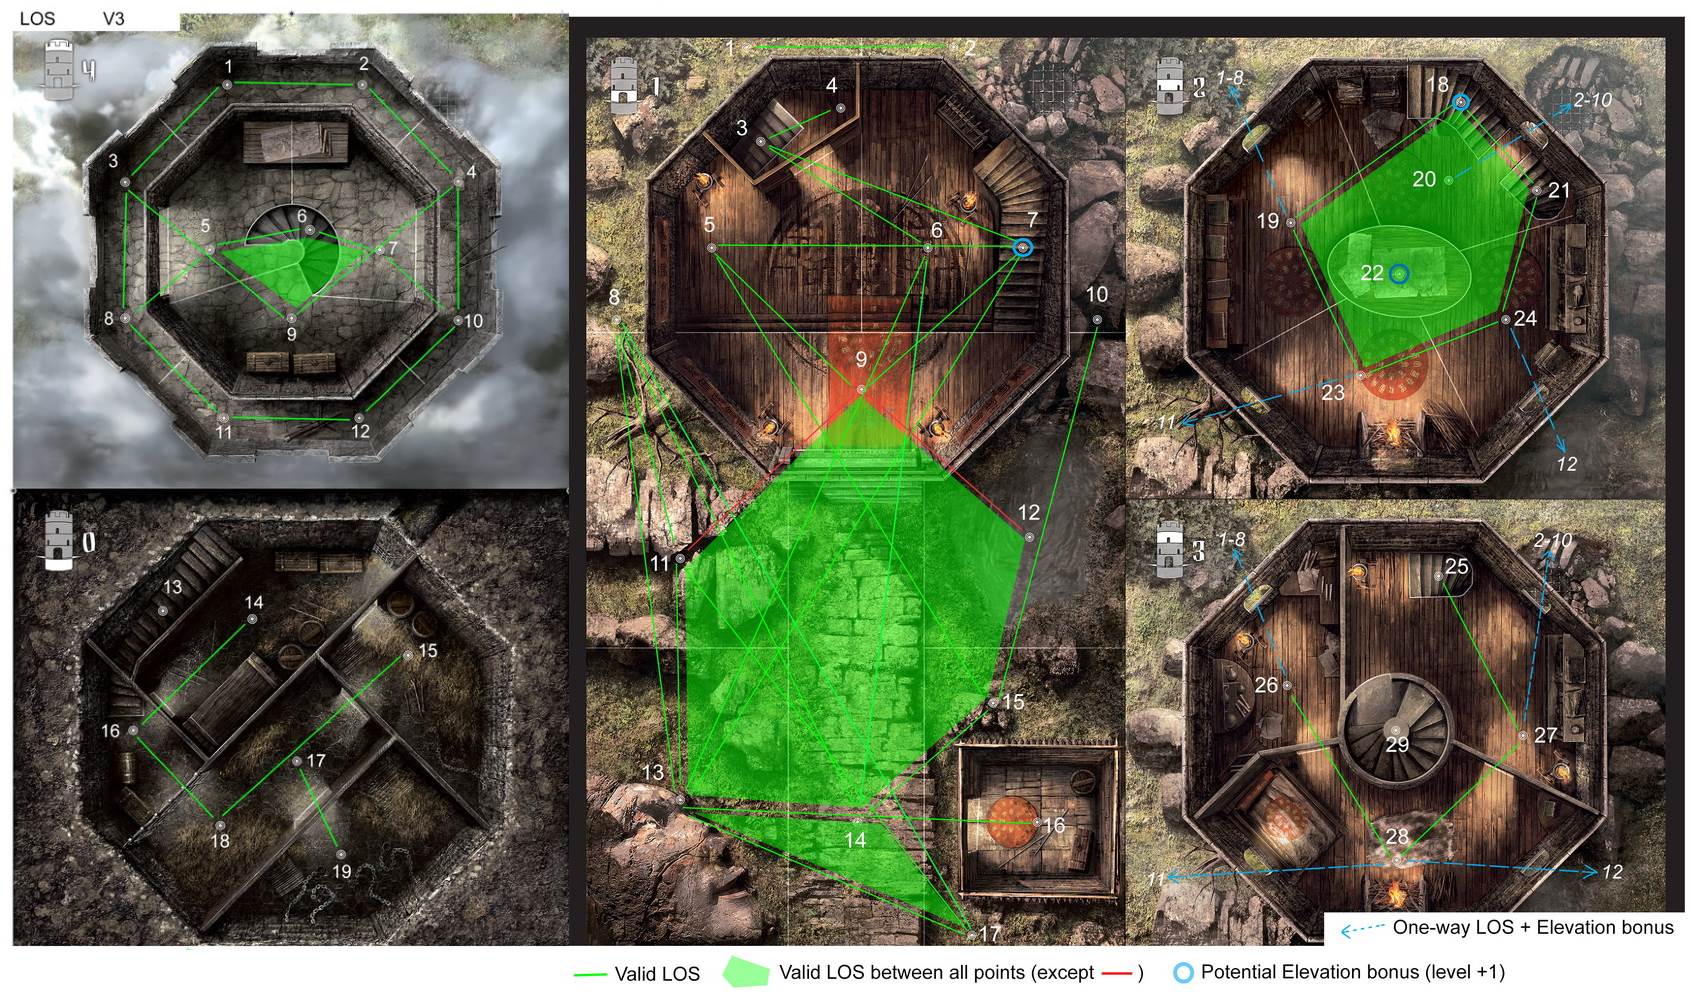 LOS V3
4
1 2
3 4
5 6 7
8 9 10
11 12
0
13 14
15
16 17
18 19
1
1 2
3 4
5 6 7
8 9 10
11 12
13 14 15
16
17
2
1-8 18 2-10
19 20 21
22
23 24
11 12
3
1-8 25 2-10
26 27
28 29
11 12
One-way LOS + Elevation bonus
Valid LOS
Valid LOS between all points (except )
Potential Elevation bonus (level +1)